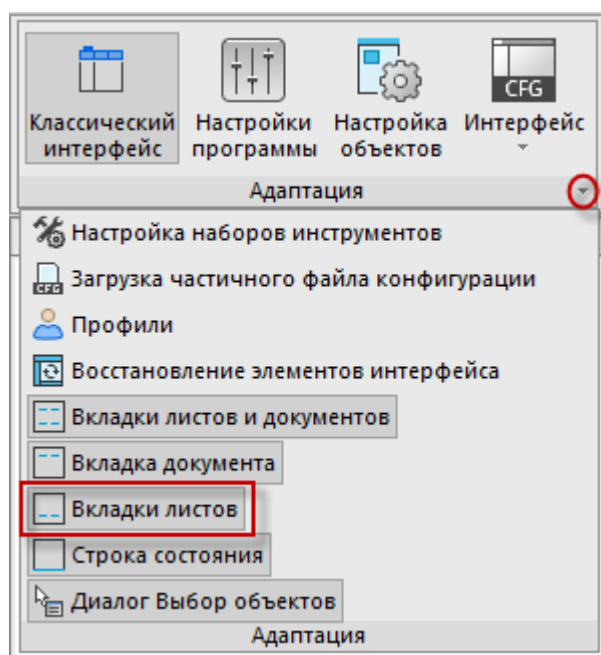 Классический Настройки Настройка Интерфейс
интерфейс программы объектов
CFG
Адаптация
Настройка наборов инструментов
CFG Загрузка частичного файла конфигурации
Профили
Восстановление элементов интерфейса
Вкладки листов и документов
Вкладка документа
Вкладки листов
Строка состояния
Диалог Выбор объектов
Адаптация